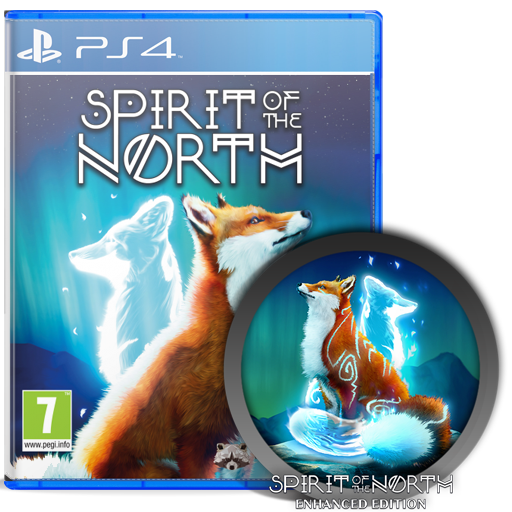 PS4
SPIRIT OF
THE
NORTH
7
www.pegi.info
SPIRIT OF THE NORTH
ENHANCED EDITION